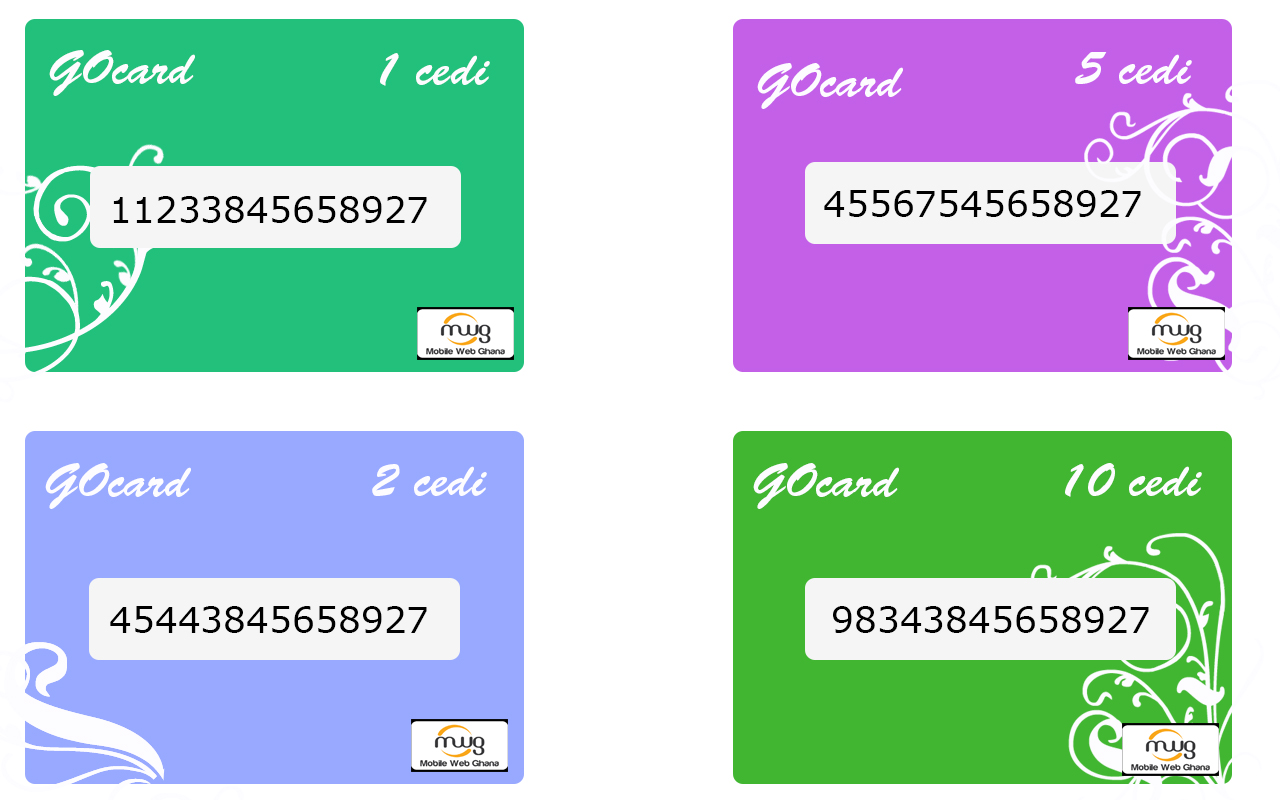 GOcard 1 cedi
11233845658927
mwg
Mobile Web Ghana
GOcard 5 cedi
45567545658927
mwg
Mobile Web Ghana
GOcard 2 cedi
45443845658927
mwg
Mobile Web Ghana
GOcard 10 cedi
98343845658927
mwg
Mobile Web Ghana